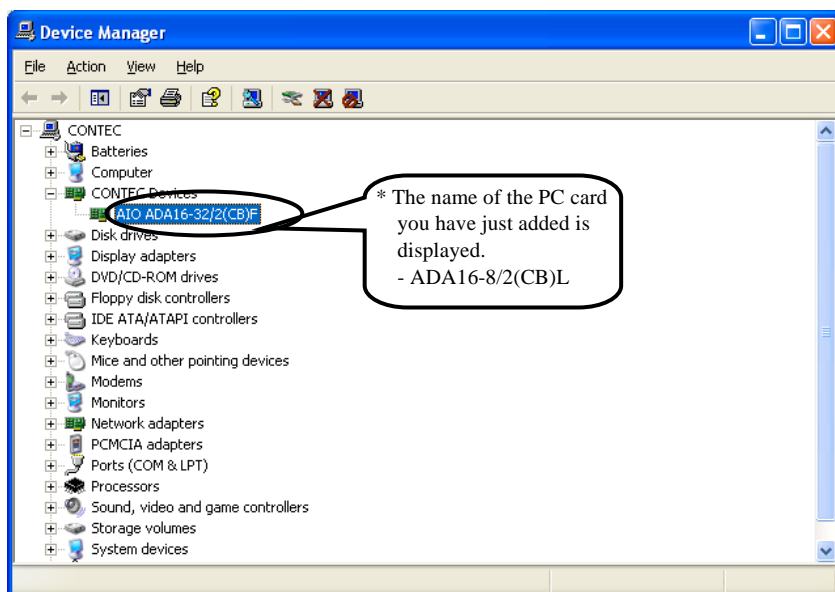 Device Manager
File Action View Help
CONTEC
Batteries
Computer
CONTEC Devices
AIO ADA16-32/2(CB)F
Disk drives
Display adapters
DVD/CD-ROM drives
Floppy disk controllers
IDE ATA/ATAPI controllers
Keyboards
Mice and other pointing devices
Modems
Monitors
Network adapters
PCMCIA adapters
Ports (COM & LPT)
Processors
Sound, video and game controllers
Storage volumes
System devices
* The name of the PC card
you have just added is
displayed.
- ADA16-8/2(CB)L